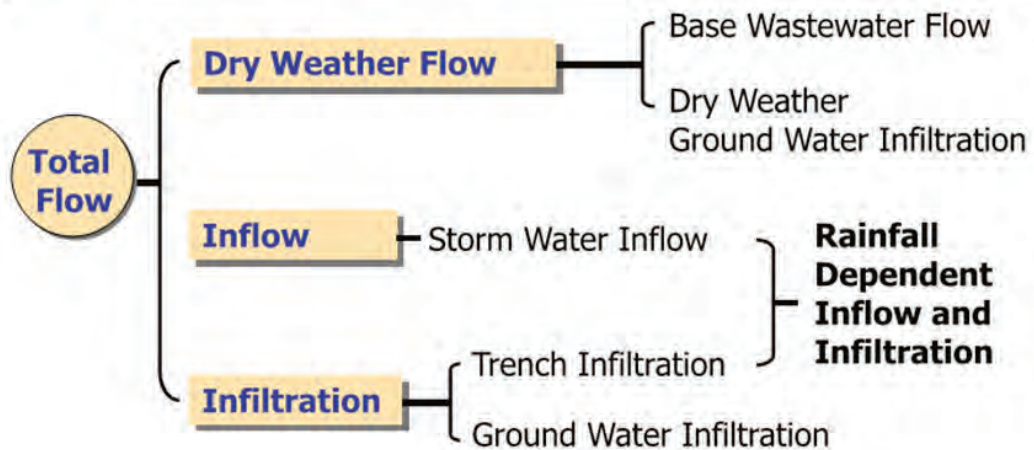 Total
Flow
Dry Weather Flow
Base Wastewater Flow
Dry Weather
Ground Water Infiltration
Inflow
Storm Water Inflow
Rainfall
Dependent
Inflow and
Infiltration
Infiltration
Trench Infiltration
Ground Water Infiltration